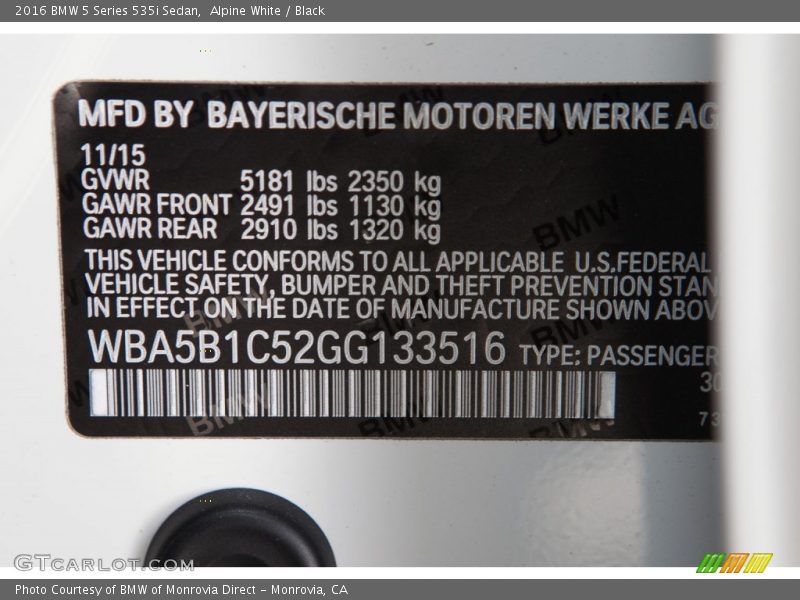 2016 BMW 5 Series 535i Sedan,  Alpine White / Black
MFD BY BAYERISCHE MOTOREN WERKE AG
11/15
GVWR 5181 lbs 2350 kg
GAWR FRONT 2491 lbs 1130 kg
GAWR REAR 2910 lbs 1320 kg
THIS VEHICLE CONFORMS TO ALL APPLICABLE U.S.FEDERAL
VEHICLE SAFETY, BUMPER AND THEFT PREVENTION STAN
IN EFFECT ON THE DATE OF MANUFACTURE SHOWN ABOV
WBA5B1C52GG133516 TYPE: PASSENGER
30
73
GTCARLOT.COM
Photo Courtesy of BMW of Monrovia Direct - Monrovia, CA